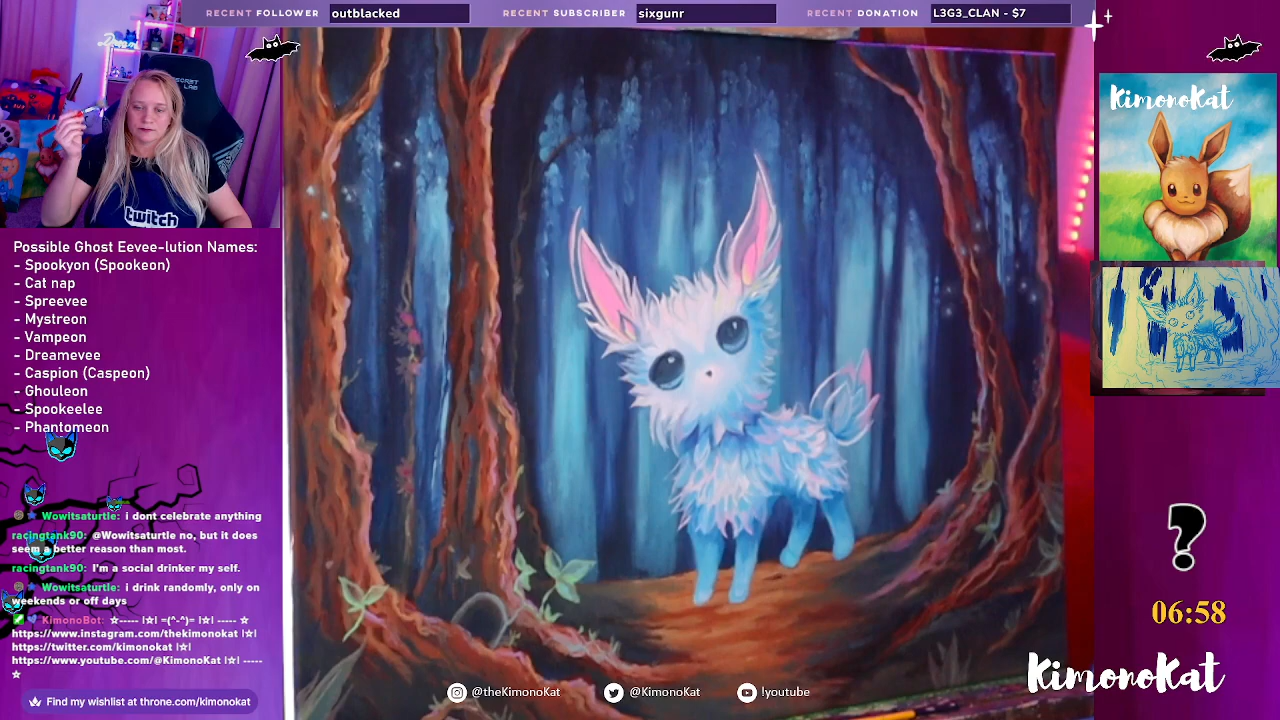 RECENT FOLLOWER outblacked RECENT SUBSCRIBER sixgunr RECENT DONATION L3G3_CLAN - $7
SECRET LAB
twitch
KimonoKat
Possible Ghost Eevee-lution Names:
- Spookyon (Spookeon)
- Cat nap
- Spreevee
- Mystreon
- Vampeon
- Dreamevee
- Caspion (Caspeon)
- Ghouleon
- Spookeelee
- Phantomeon
Wowitsaturtle: i dont celebrate anything
racingtank90: @Wowitsaturtle no, but it does
seem a better reason than most.
racingtank90: I'm a social drinker my self.
Wowitsaturtle: i drink randomly, only on
weekends or off days
KimonoBot: ☆----- |☆| =(^-^)= |☆| ----- ☆
https://www.instagram.com/thekimonokat |☆|
https://twitter.com/kimonokat |☆|
https://www.youtube.com/@KimonoKat |☆| -----
☆
Find my wishlist at throne.com/kimonokat
@theKimonoKat @KimonoKat !youtube
?
06:58
KimonoKat